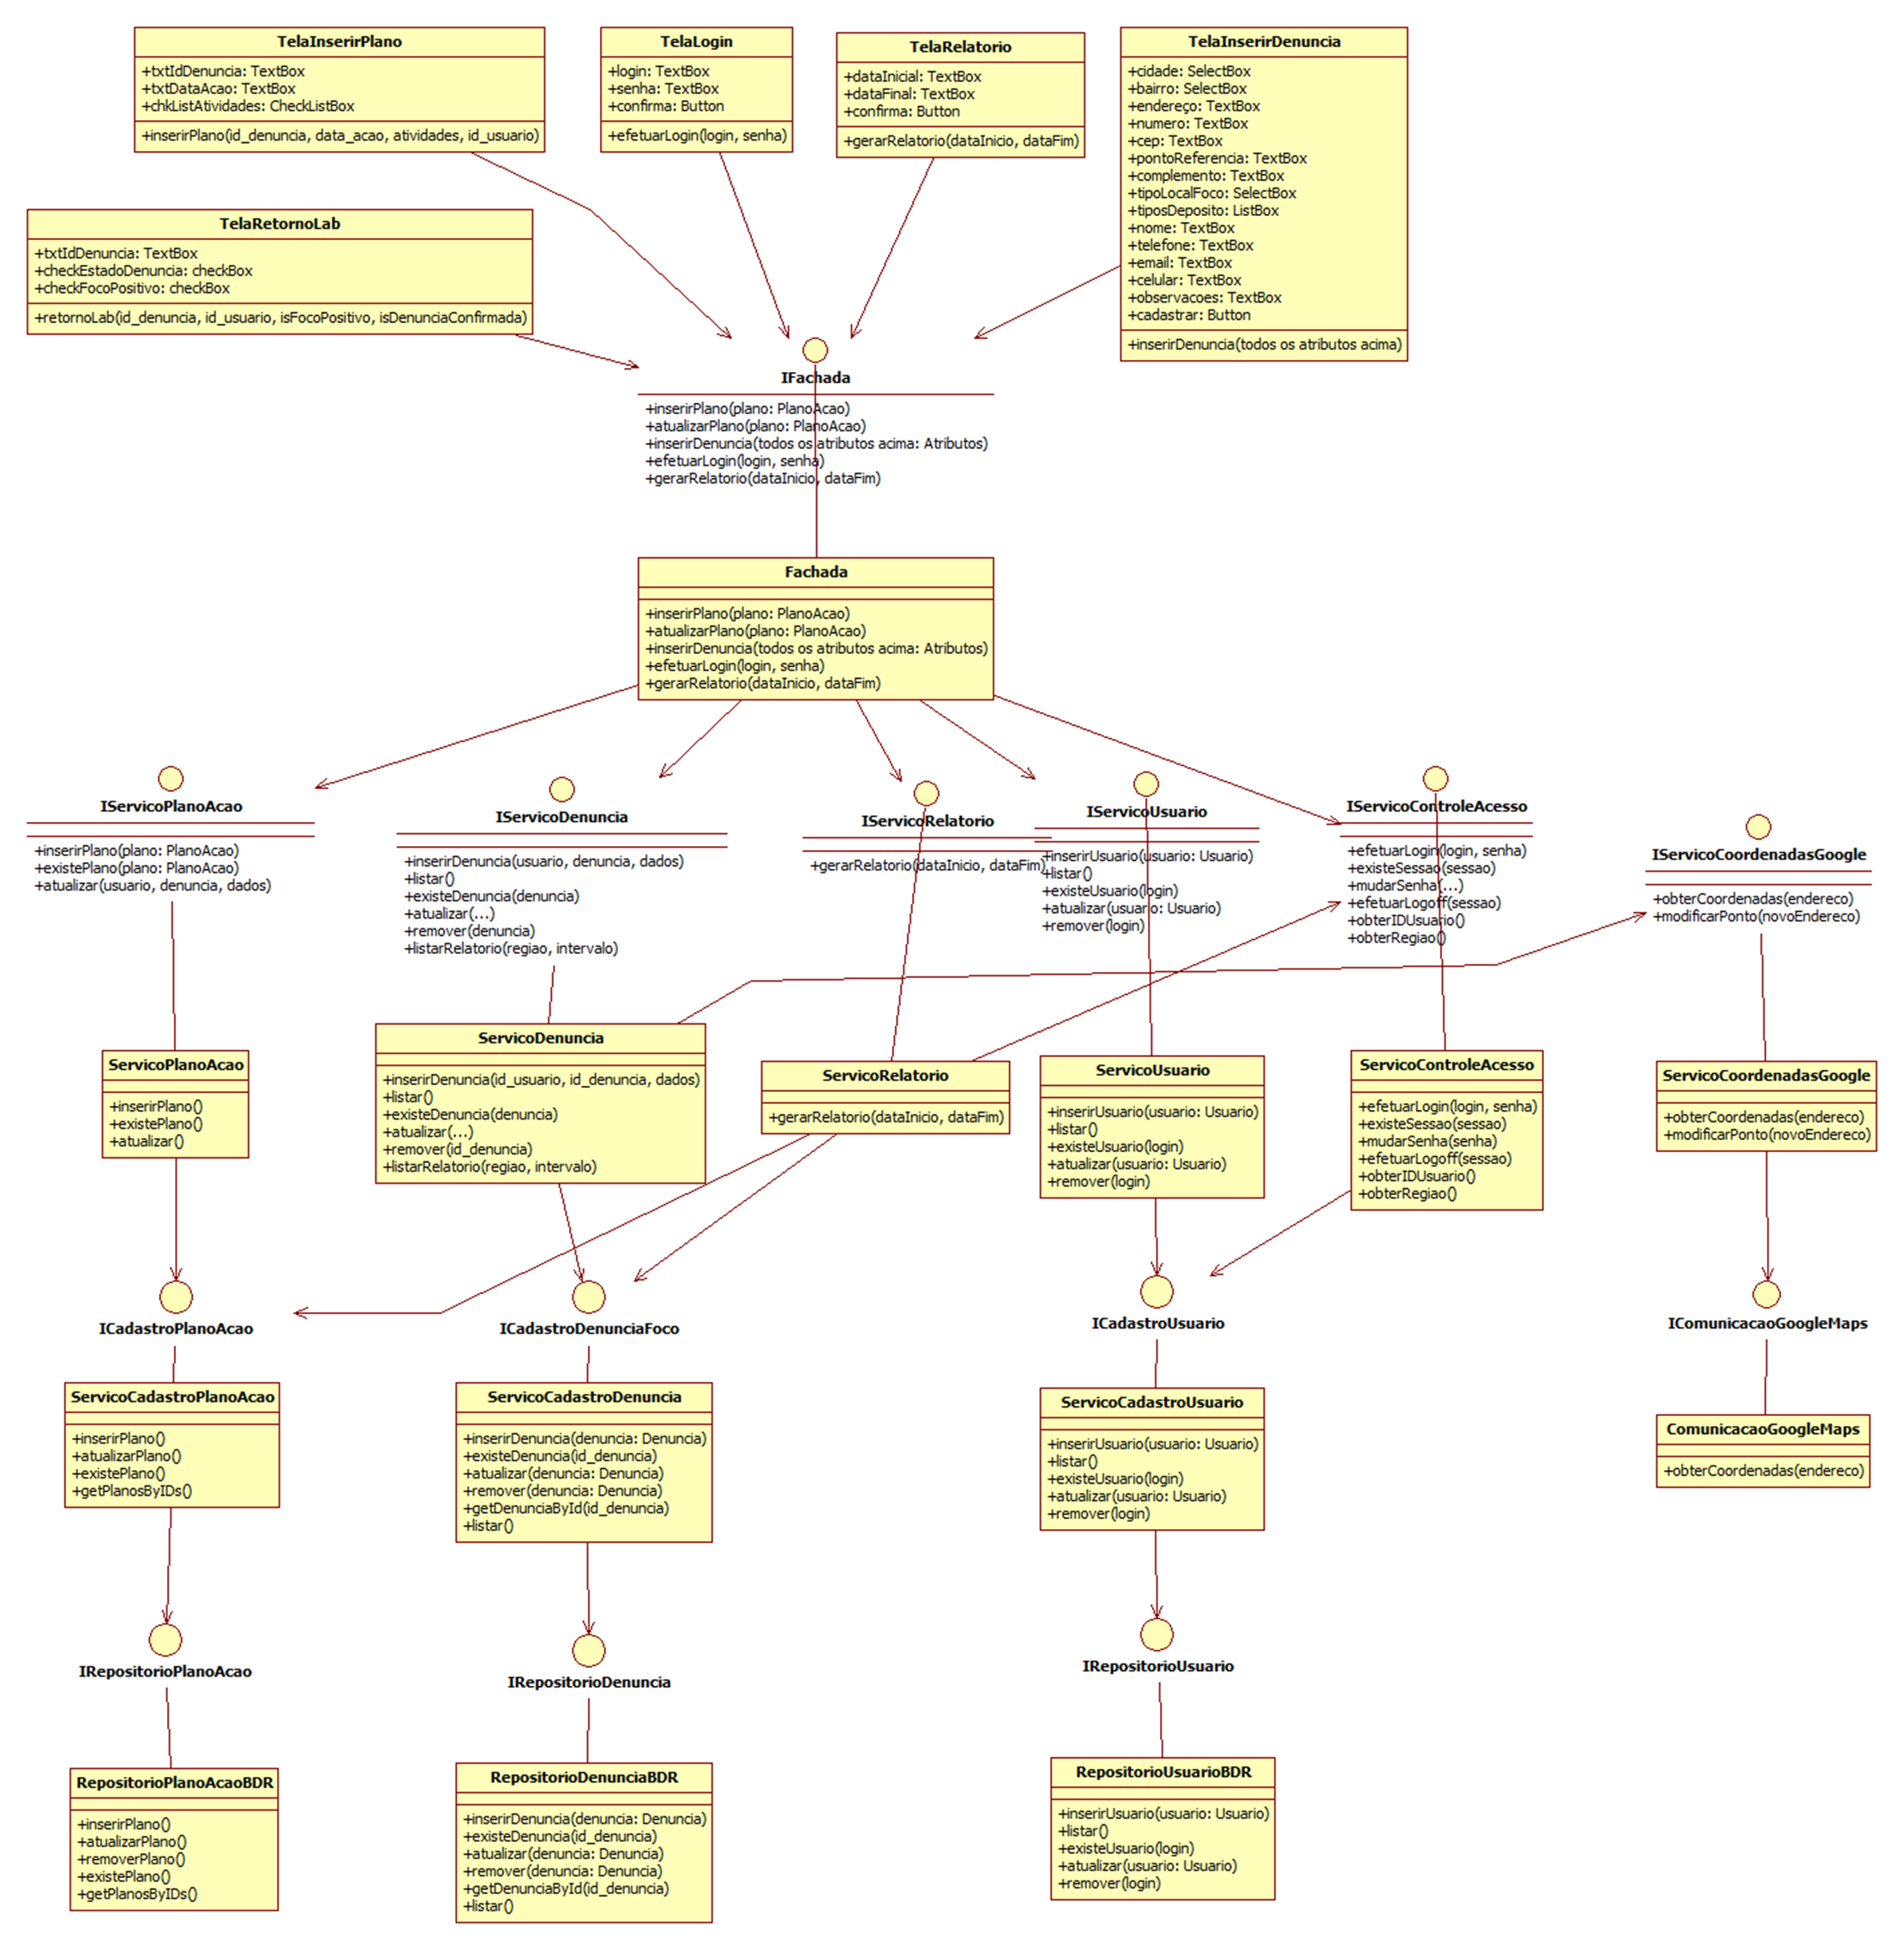 TelaInserirPlano
+txtIdDenuncia: TextBox
+txtDataAcao: TextBox
+chkListAtividades: CheckListBox
+inserirPlano(id_denuncia, data_acao, atividades, id_usuario)
TelaLogin
+login: TextBox
+senha: TextBox
+confirma: Button
+efetuarLogin(login, senha)
TelaRelatorio
+dataInicial: TextBox
+dataFinal: TextBox
+confirma: Button
+gerarRelatorio(dataInicio, dataFim)
TelaInserirDenuncia
+cidade: SelectBox
+bairro: SelectBox
+endereço: TextBox
+numero: TextBox
+cep: TextBox
+pontoReferencia: TextBox
+complemento: TextBox
+tipoLocalFoco: SelectBox
+tiposDeposito: ListBox
+nome: TextBox
+telefone: TextBox
+email: TextBox
+celular: TextBox
+observacoes: TextBox
+cadastrar: Button
+inserirDenuncia(todos os atributos acima)
TelaRetornoLab
+txtIdDenuncia: TextBox
+checkEstadoDenuncia: checkBox
+checkFocoPositivo: checkBox
+retornoLab(id_denuncia, id_usuario, isFocoPositivo, isDenunciaConfirmada)
IFachada
+inserirPlano(plano: PlanoAcao)
+atualizarPlano(plano: PlanoAcao)
+inserirDenuncia(todos os atributos acima: Atributos)
+efetuarLogin(login, senha)
+gerarRelatorio(dataInicio, dataFim)
Fachada
+inserirPlano(plano: PlanoAcao)
+atualizarPlano(plano: PlanoAcao)
+inserirDenuncia(todos os atributos acima: Atributos)
+efetuarLogin(login, senha)
+gerarRelatorio(dataInicio, dataFim)
IServicoPlanoAcao
+inserirPlano(plano: PlanoAcao)
+existePlano(plano: PlanoAcao)
+atualizar(usuario, denuncia, dados)
IServicoDenuncia
+inserirDenuncia(usuario, denuncia, dados)
+listar()
+existeDenuncia(denuncia)
+atualizar(...)
+remover(denuncia)
+listarRelatorio(regiao, intervalo)
IServicoRelatorio
+gerarRelatorio(dataInicio, dataFim)
IServicoUsuario
+inserirUsuario(usuario: Usuario)
+listar()
+existeUsuario(login)
+atualizar(usuario: Usuario)
+remover(login)
IServicoControleAcesso
+efetuarLogin(login, senha)
+existeSessao(sessao)
+mudarSenha(...)
+efetuarLogoff(sessao)
+obterIDUsuario()
+obterRegiao()
IServicoCoordenadasGoogle
+obterCoordenadas(endereco)
+modificarPonto(novoEndereco)
ServicoPlanoAcao
+inserirPlano()
+existePlano()
+atualizar()
ServicoDenuncia
+inserirDenuncia(id_usuario, id_denuncia, dados)
+listar()
+existeDenuncia(denuncia)
+atualizar(...)
+remover(id_denuncia)
+listarRelatorio(regiao, intervalo)
ServicoRelatorio
+gerarRelatorio(dataInicio, dataFim)
ServicoUsuario
+inserirUsuario(usuario: Usuario)
+listar()
+existeUsuario(login)
+atualizar(usuario: Usuario)
+remover(login)
ServicoControleAcesso
+efetuarLogin(login, senha)
+existeSessao(sessao)
+mudarSenha(senha)
+efetuarLogoff(sessao)
+obterIDUsuario()
+obterRegiao()
ServicoCoordenadasGoogle
+obterCoordenadas(endereco)
+modificarPonto(novoEndereco)
ICadastroPlanoAcao
ICadastroDenunciaFoco
ICadastroUsuario
IComunicacaoGoogleMaps
ServicoCadastroPlanoAcao
+inserirPlano()
+atualizarPlano()
+existePlano()
+getPlanosByIDs()
ServicoCadastroDenuncia
+inserirDenuncia(denuncia: Denuncia)
+existeDenuncia(id_denuncia)
+atualizar(denuncia: Denuncia)
+remover(denuncia: Denuncia)
+getDenunciaById(id_denuncia)
+listar()
ServicoCadastroUsuario
+inserirUsuario(usuario: Usuario)
+listar()
+existeUsuario(login)
+atualizar(usuario: Usuario)
+remover(login)
ComunicacaoGoogleMaps
+obterCoordenadas(endereco)
IRepositorioPlanoAcao
IRepositorioDenuncia
IRepositorioUsuario
RepositorioPlanoAcaoBDR
+inserirPlano()
+atualizarPlano()
+removerPlano()
+existePlano()
+getPlanosByIDs()
RepositorioDenunciaBDR
+inserirDenuncia(denuncia: Denuncia)
+existeDenuncia(id_denuncia)
+atualizar(denuncia: Denuncia)
+remover(denuncia: Denuncia)
+getDenunciaById(id_denuncia)
+listar()
RepositorioUsuarioBDR
+inserirUsuario(usuario: Usuario)
+listar()
+existeUsuario(login)
+atualizar(usuario: Usuario)
+remover(login)